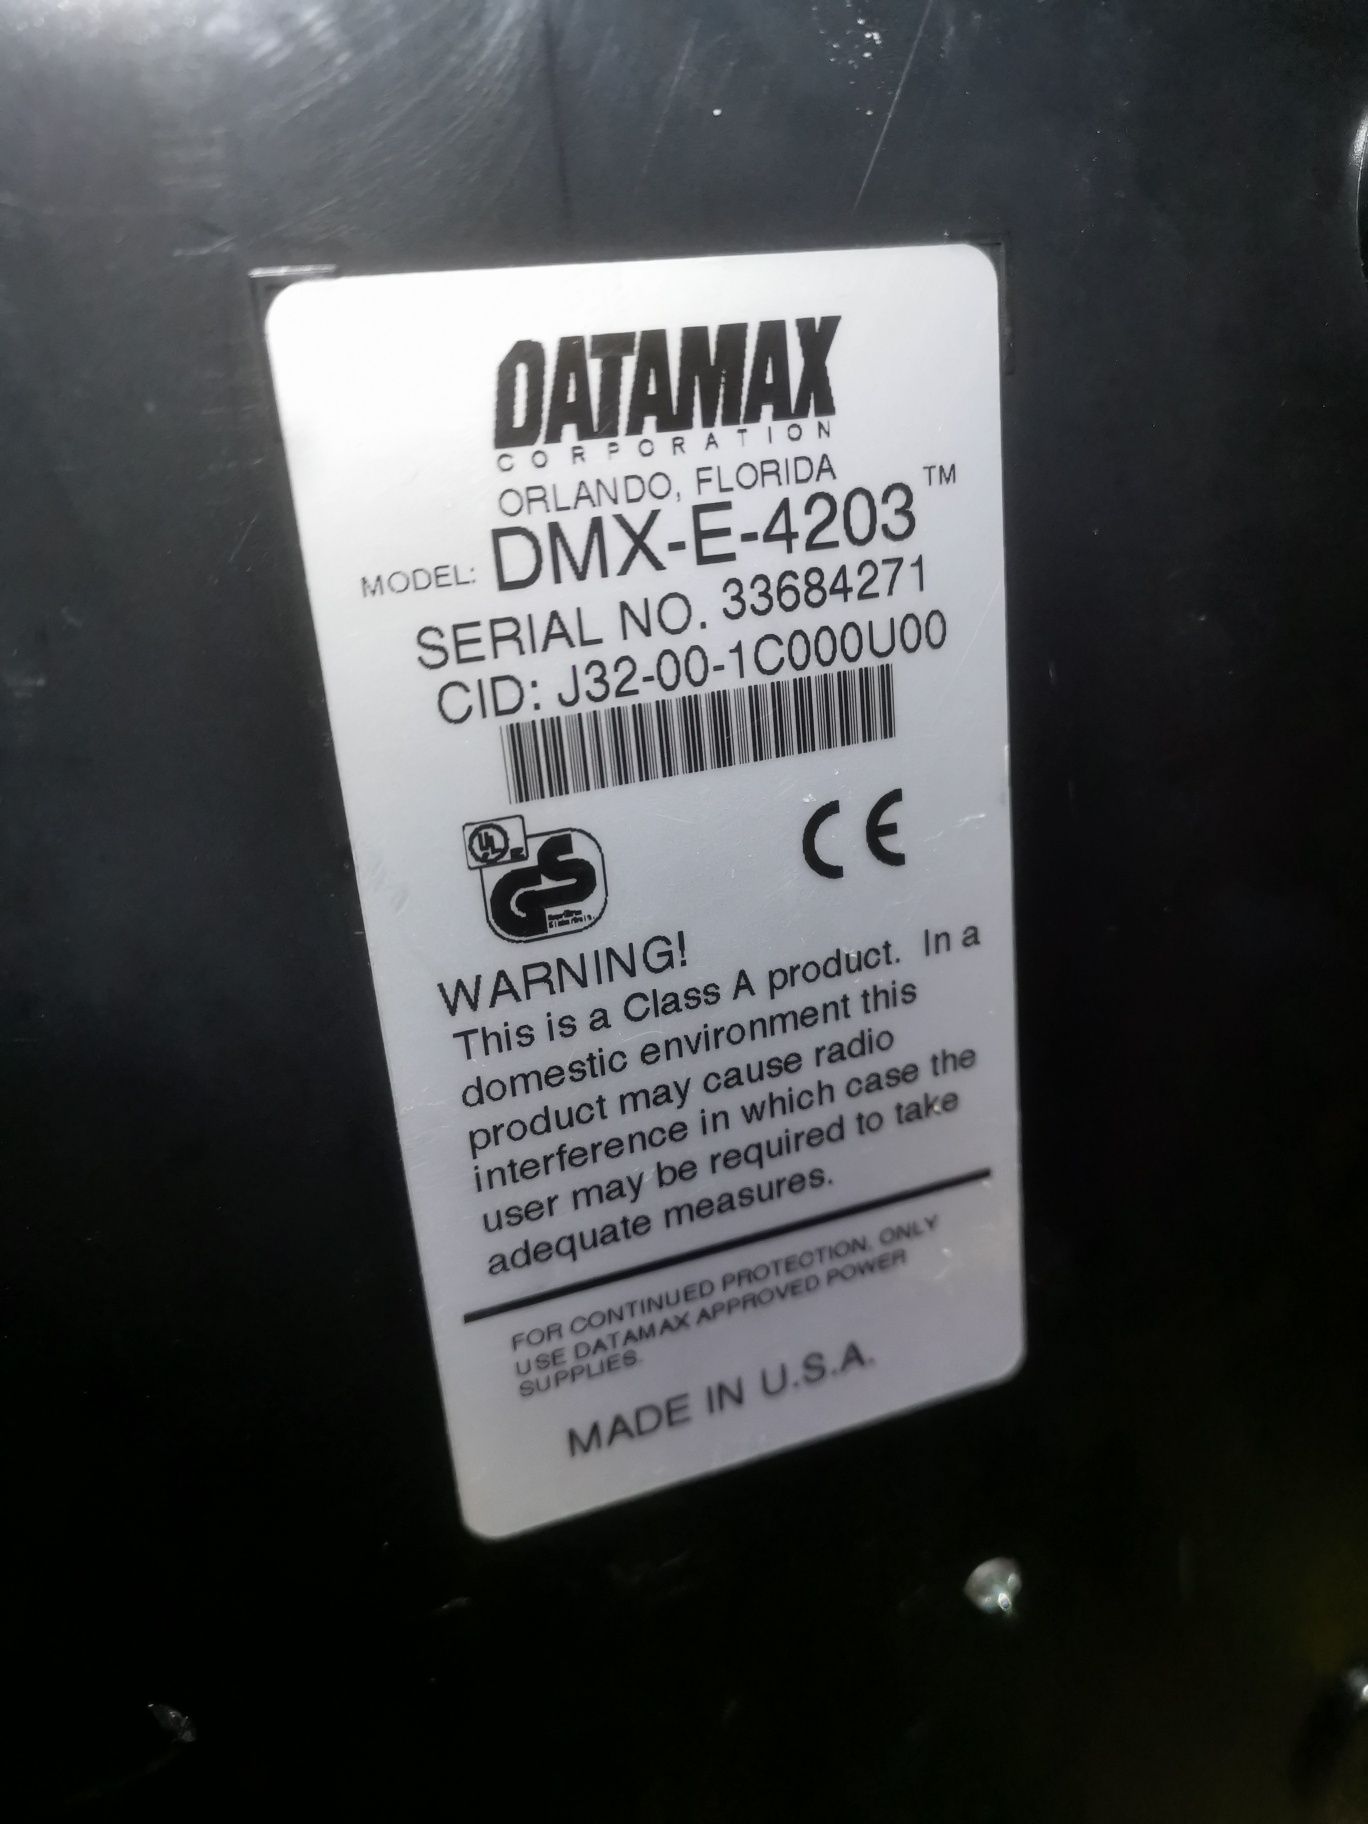 DATAMAX
CORPORATION
ORLANDO, FLORIDA
MODEL: DMX-E-4203™
SERIAL NO. 33684271
CID: J32-00-1C000U00
UL
GS
CE
WARNING!
This is a Class A product. In a
domestic environment this
product may cause radio
interference in which case the
user may be required to take
adequate measures.
FOR CONTINUED PROTECTION, ONLY
USE DATAMAX APPROVED POWER
SUPPLIES.
MADE IN U.S.A.